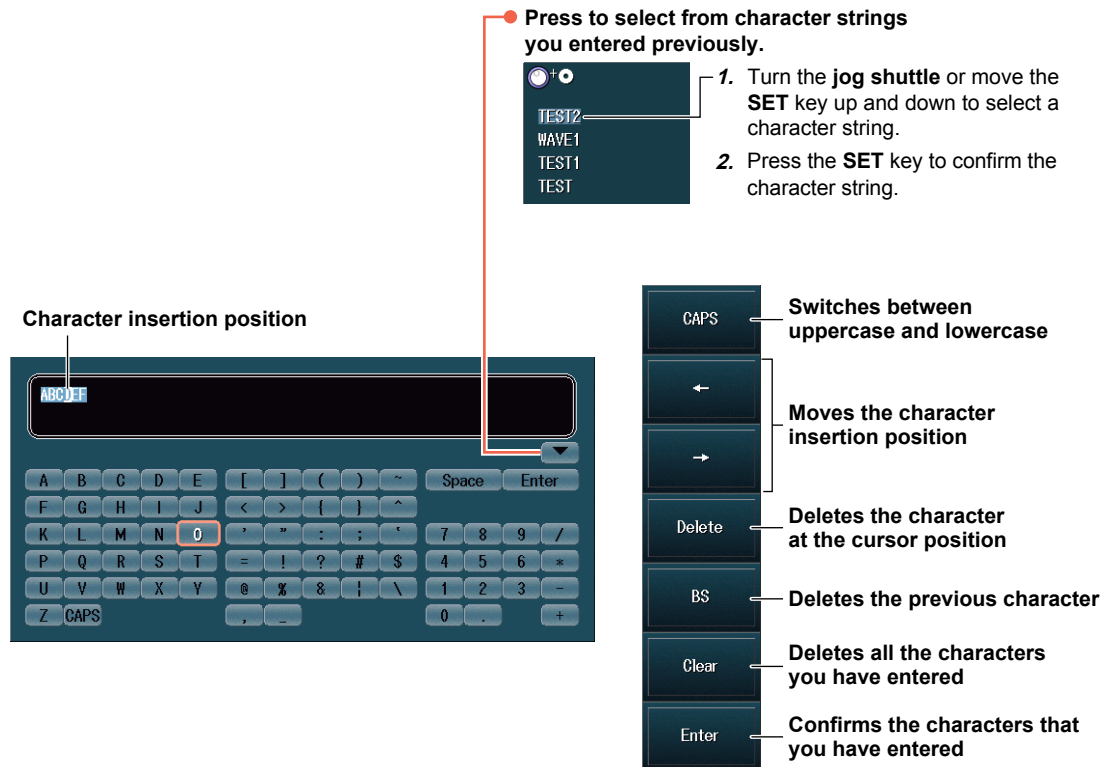 Press to select from character strings
you entered previously.
+
TEST2
WAVE1
TEST1
TEST
1. Turn the jog shuttle or move the
SET key up and down to select a
character string.
2. Press the SET key to confirm the
character string.
Character insertion position
ABCDEF
A B C D E [ ] ( ) ~ Space Enter
F G H I J < > { } ^
K L M N O ' " : ; ` 7 8 9 /
P Q R S T = ! ? # $ 4 5 6 *
U V W X Y @ % & ¦ \ 1 2 3 -
Z CAPS , _ 0 . +
CAPS
Switches between
uppercase and lowercase
←
→
Moves the character
insertion position
Delete
Deletes the character
at the cursor position
BS
Deletes the previous character
Clear
Deletes all the characters
you have entered
Enter
Confirms the characters that
you have entered